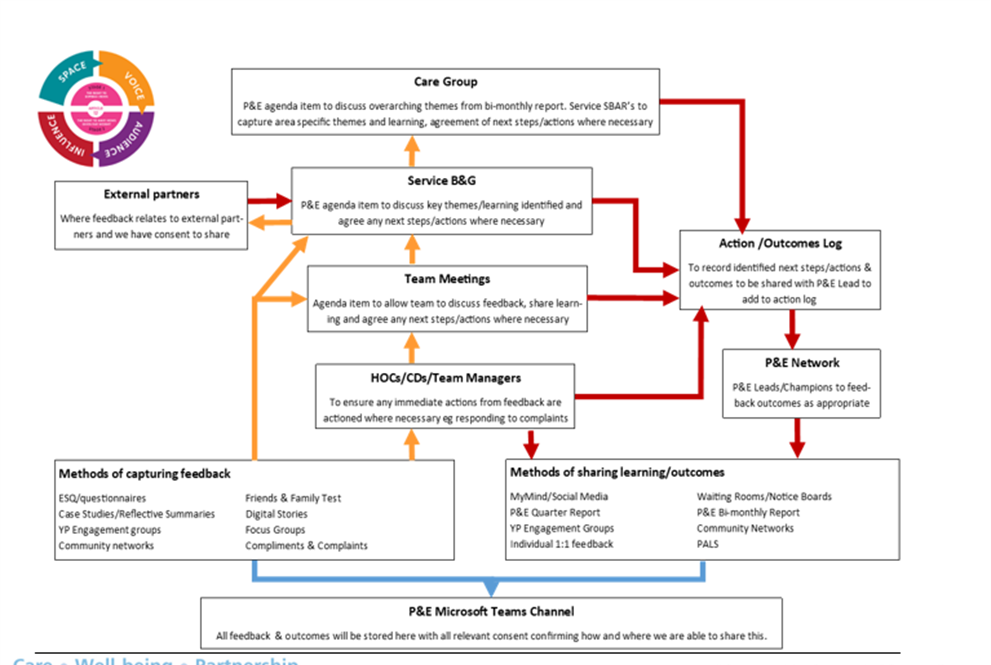 SPACE
VOICE
INFLUENCE
AUDIENCE
Care Group
P&E agenda item to discuss overarching themes from bi-monthly report. Service SBAR's to
capture area specific themes and learning, agreement of next steps/actions where necessary
External partners
Where feedback relates to external part-
ners and we have consent to share
Service B&G
P&E agenda item to discuss key themes/learning identified and
agree any next steps/actions where necessary
Action /Outcomes Log
To record identified next steps/actions &
outcomes to be shared with P&E Lead to
add to action log
Team Meetings
Agenda item to allow team to discuss feedback, share learn-
ing and agree any next steps/actions where necessary
P&E Network
P&E Leads/Champions to feed-
back outcomes as appropriate
HOCs/CDs/Team Managers
To ensure any immediate actions from feedback are
actioned where necessary eg responding to complaints
Methods of capturing feedback
ESQ/questionnaires
Case Studies/Reflective Summaries
YP Engagement groups
Community networks
Friends & Family Test
Digital Stories
Focus Groups
Compliments & Complaints
Methods of sharing learning/outcomes
MyMind/Social Media
P&E Quarter Report
YP Engagement Groups
Individual 1:1 feedback
Waiting Rooms/Notice Boards
P&E Bi-monthly Report
Community Networks
PALS
P&E Microsoft Teams Channel
All feedback & outcomes will be stored here with all relevant consent confirming how and where we are able to share this.
Care • Well-being • Partnership